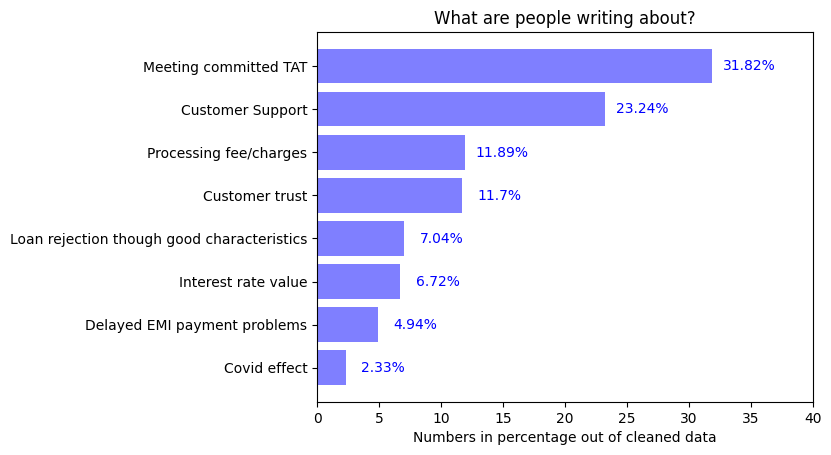 What are people writing about?
Meeting committed TAT 31.82%
Customer Support 23.24%
Processing fee/charges 11.89%
Customer trust 11.7%
Loan rejection though good characteristics 7.04%
Interest rate value 6.72%
Delayed EMI payment problems 4.94%
Covid effect 2.33%
0 5 10 15 20 25 30 35 40
Numbers in percentage out of cleaned data